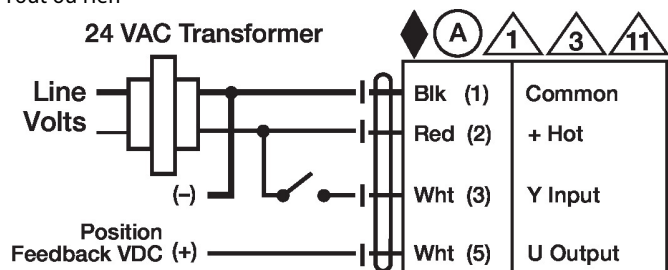 Tout ou rien
24 VAC Transformer
A 1 3 11
Line
Volts
Blk (1) Common
Red (2) + Hot
(–)
Wht (3) Y Input
Position
Feedback VDC (+)
Wht (5) U Output